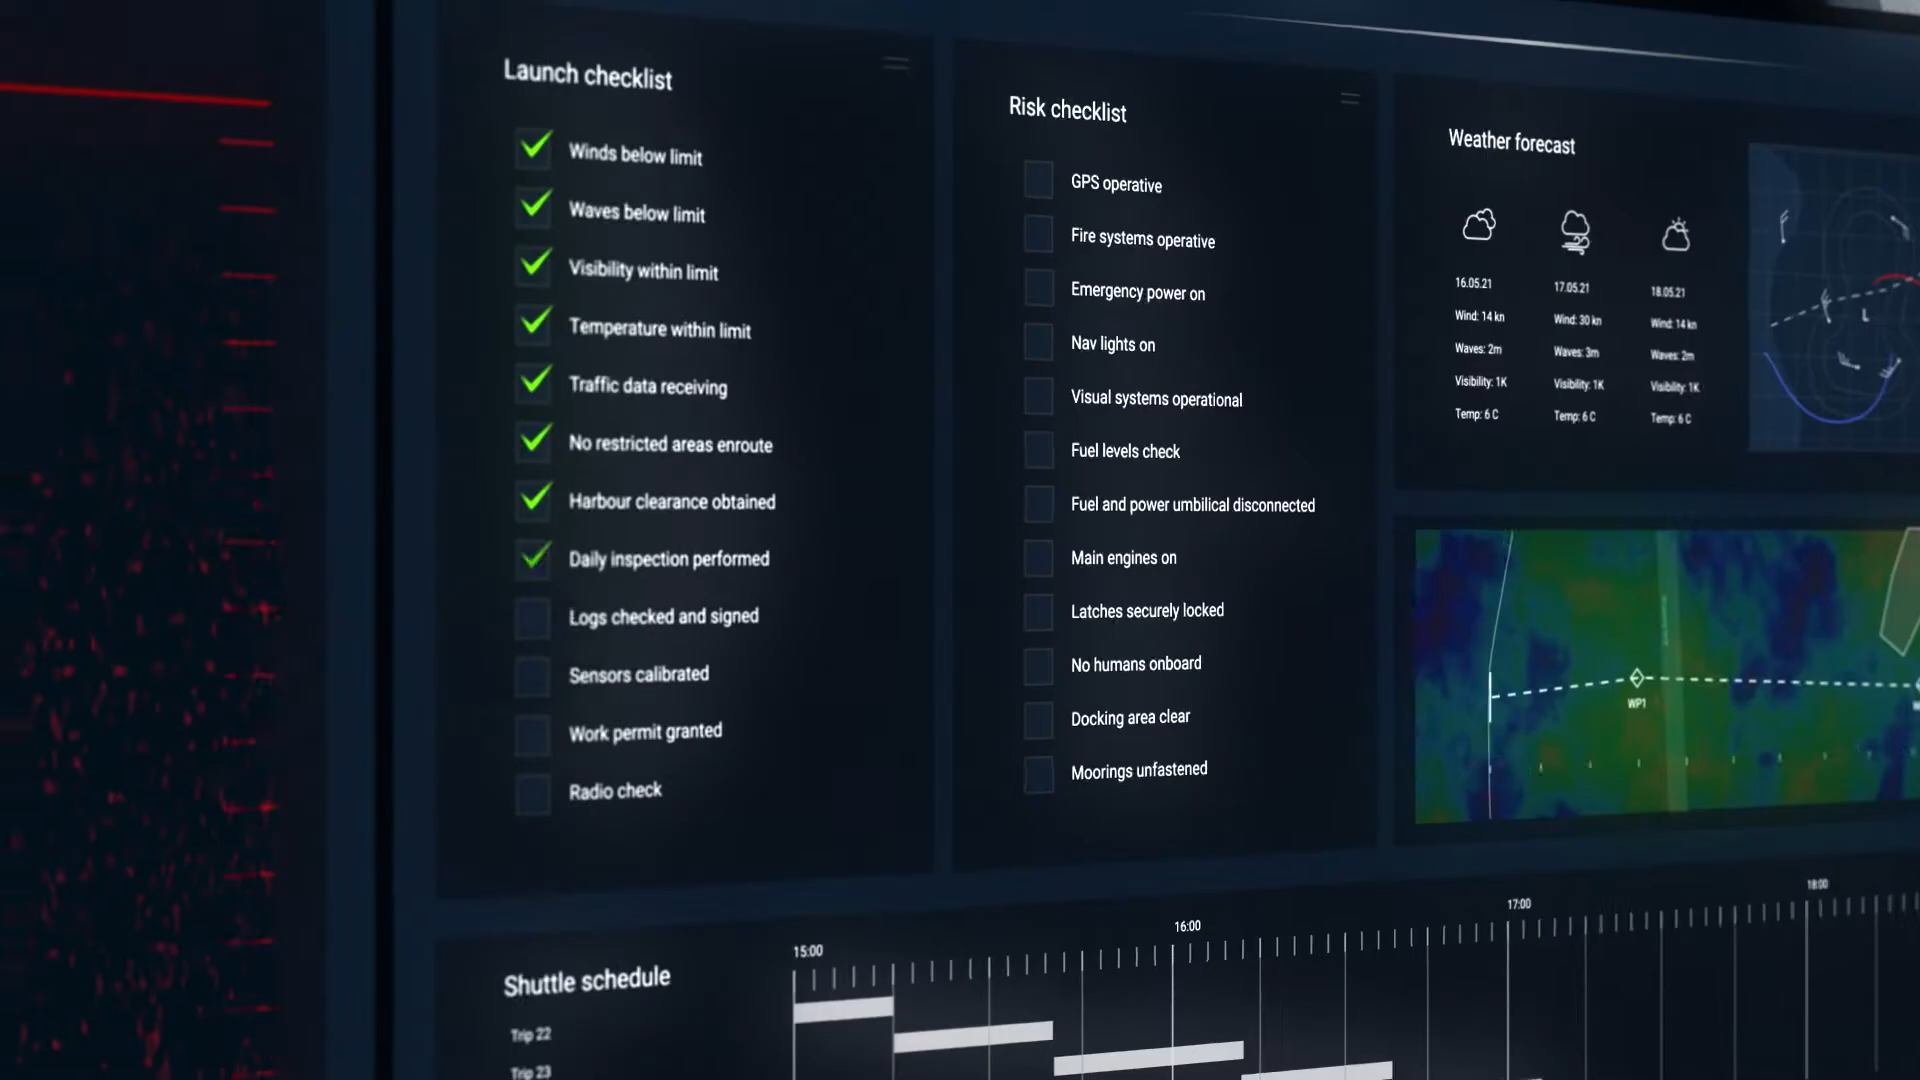 Launch checklist
Winds below limit
Waves below limit
Visibility within limit
Temperature within limit
Traffic data receiving
No restricted areas enroute
Harbour clearance obtained
Daily inspection performed
Logs checked and signed
Sensors calibrated
Work permit granted
Radio check
Risk checklist
GPS operative
Fire systems operative
Emergency power on
Nav lights on
Visual systems operational
Fuel levels check
Fuel and power umbilical disconnected
Main engines on
Latches securely locked
No humans onboard
Docking area clear
Moorings unfastened
Weather forecast
16.05.21
Wind: 14 kn
Waves: 2m
Visibility: 1K
Temp: 6 C
17.05.21
Wind: 30 kn
Waves: 3m
Visibility: 1K
Temp: 6 C
18.05.21
Wind: 14 kn
Waves: 2m
Visibility: 1K
Temp: 6 C
L
WP1
Shuttle schedule
15:00
16:00
17:00
18:00
Trip 22
Trip 23